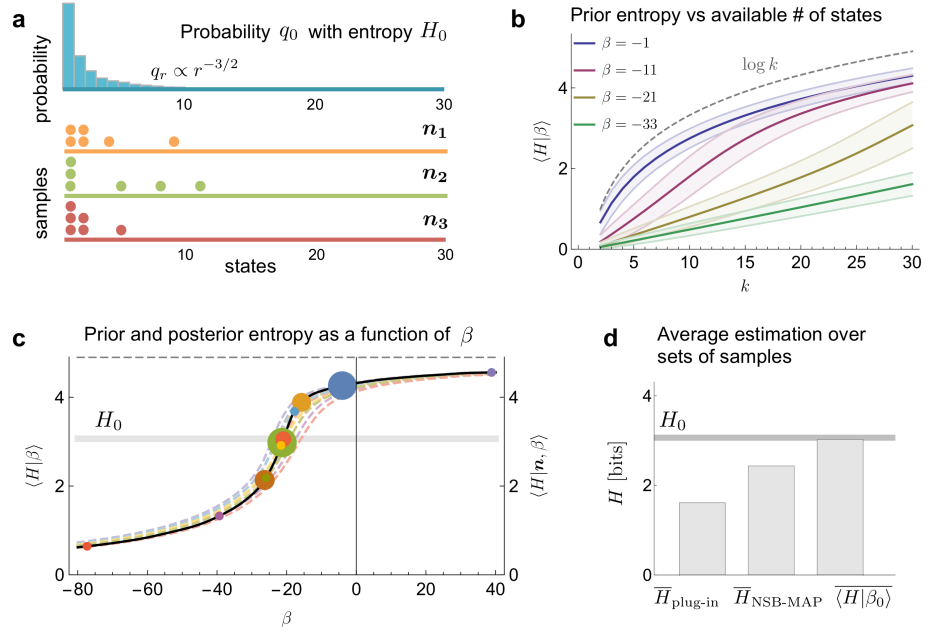 a
Probability q₀ with entropy H₀
probability
qᵣ ∝ r^{−3/2}
10 20 30
samples
n₁
n₂
n₃
10 20 30
states
b
Prior entropy vs available # of states
β = −1
β = −11
β = −21
β = −33
log k
⟨H|β⟩
4
2
0
0 5 10 15 20 25 30
k
c
Prior and posterior entropy as a function of β
H₀
⟨H|β⟩
4
2
0
⟨H|n, β⟩
4
2
0
−80 −60 −40 −20 0 20 40
β
d
Average estimation over
sets of samples
H₀
H [bits]
4
2
0
H̅ plug-in H̅ NSB-MAP ⟨H|β₀⟩